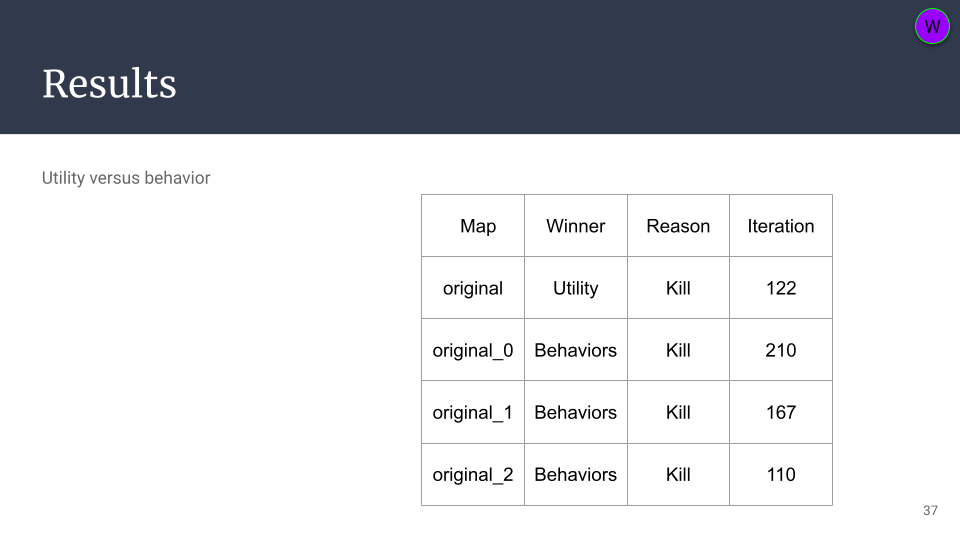 W
Results
Utility versus behavior
Map Winner Reason Iteration
original Utility Kill 122
original_0 Behaviors Kill 210
original_1 Behaviors Kill 167
original_2 Behaviors Kill 110
37